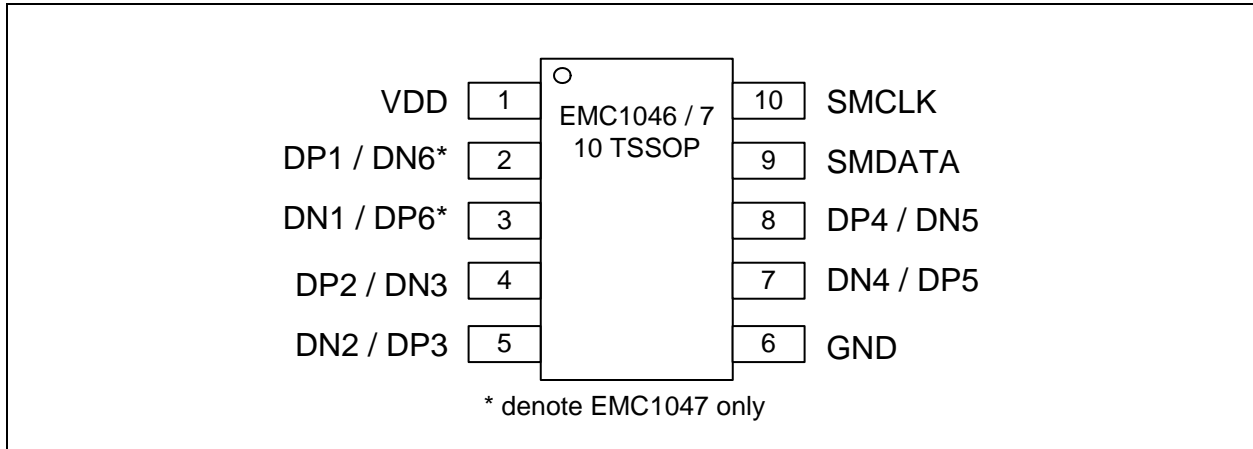 VDD 1
DP1 / DN6* 2
DN1 / DP6* 3
DP2 / DN3 4
DN2 / DP3 5
EMC1046 / 7
10 TSSOP
10 SMCLK
9 SMDATA
8 DP4 / DN5
7 DN4 / DP5
6 GND
* denote EMC1047 only